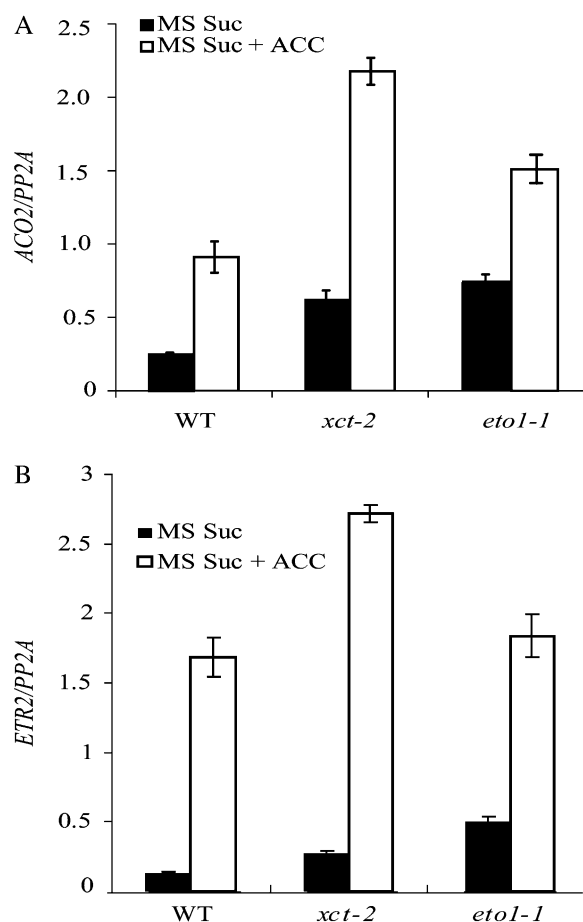 A
MS Suc
MS Suc + ACC
ACO2/PP2A
2.5
2.0
1.5
1.0
0.5
0
WT xct-2 eto1-1
B
MS Suc
MS Suc + ACC
ETR2/PP2A
3
2.5
2
1.5
1
0.5
0
WT xct-2 eto1-1